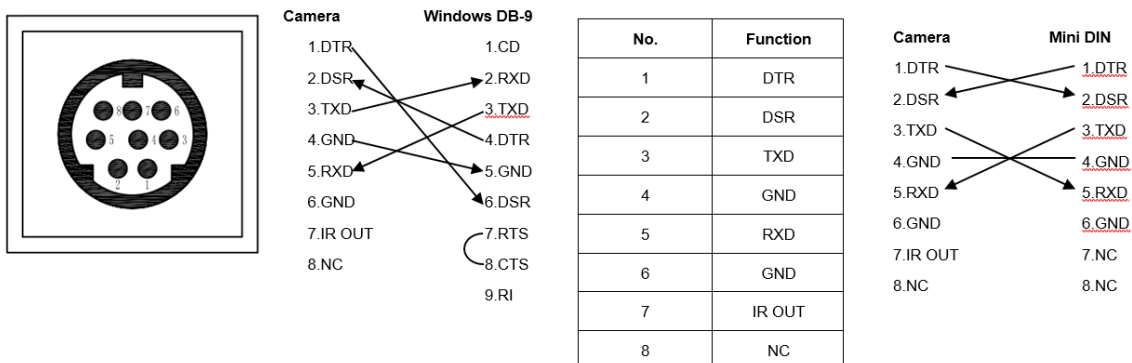 8 7 6
5 4 3
2 1
Camera Windows DB-9
1.DTR 1.CD
2.DSR 2.RXD
3.TXD 3.TXD
4.GND 4.DTR
5.RXD 5.GND
6.GND 6.DSR
7.IR OUT 7.RTS
8.NC 8.CTS
9.RI
No. Function
1 DTR
2 DSR
3 TXD
4 GND
5 RXD
6 GND
7 IR OUT
8 NC
Camera Mini DIN
1.DTR 1.DTR
2.DSR 2.DSR
3.TXD 3.TXD
4.GND 4.GND
5.RXD 5.RXD
6.GND 6.GND
7.IR OUT 7.NC
8.NC 8.NC